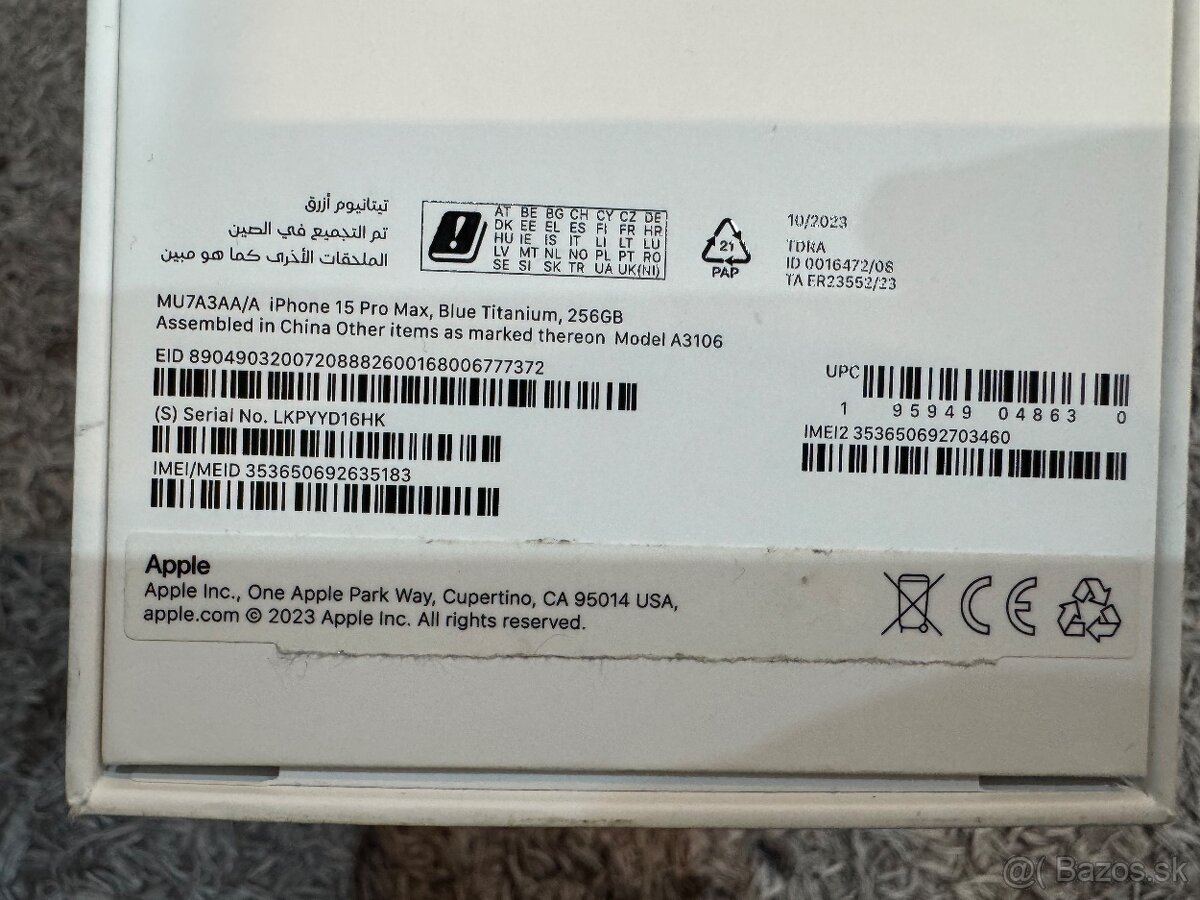 تيتانيوم أزرق
تم التجميع في الصين
الملحقات الأخرى كما هو مبين
AT BE BG CH CY CZ DE
DK EE EL ES FI FR HR
HU IE IS IT LI LT LU
LV MT NL NO PL PT RO
SE SI SK TR UA UK(NI)
21
PAP
10/2023
TDRA
ID 0016472/08
TA ER23552/23
MU7A3AA/A iPhone 15 Pro Max, Blue Titanium, 256GB
Assembled in China Other items as marked thereon Model A3106
EID 89049032007208882600168006777372
(S) Serial No. LKPYYD16HK
IMEI/MEID 353650692635183
UPC
1 95949 04863 0
IMEI2 353650692703460
Apple
Apple Inc., One Apple Park Way, Cupertino, CA 95014 USA,
apple.com © 2023 Apple Inc. All rights reserved.
CE
@( Bazos.sk